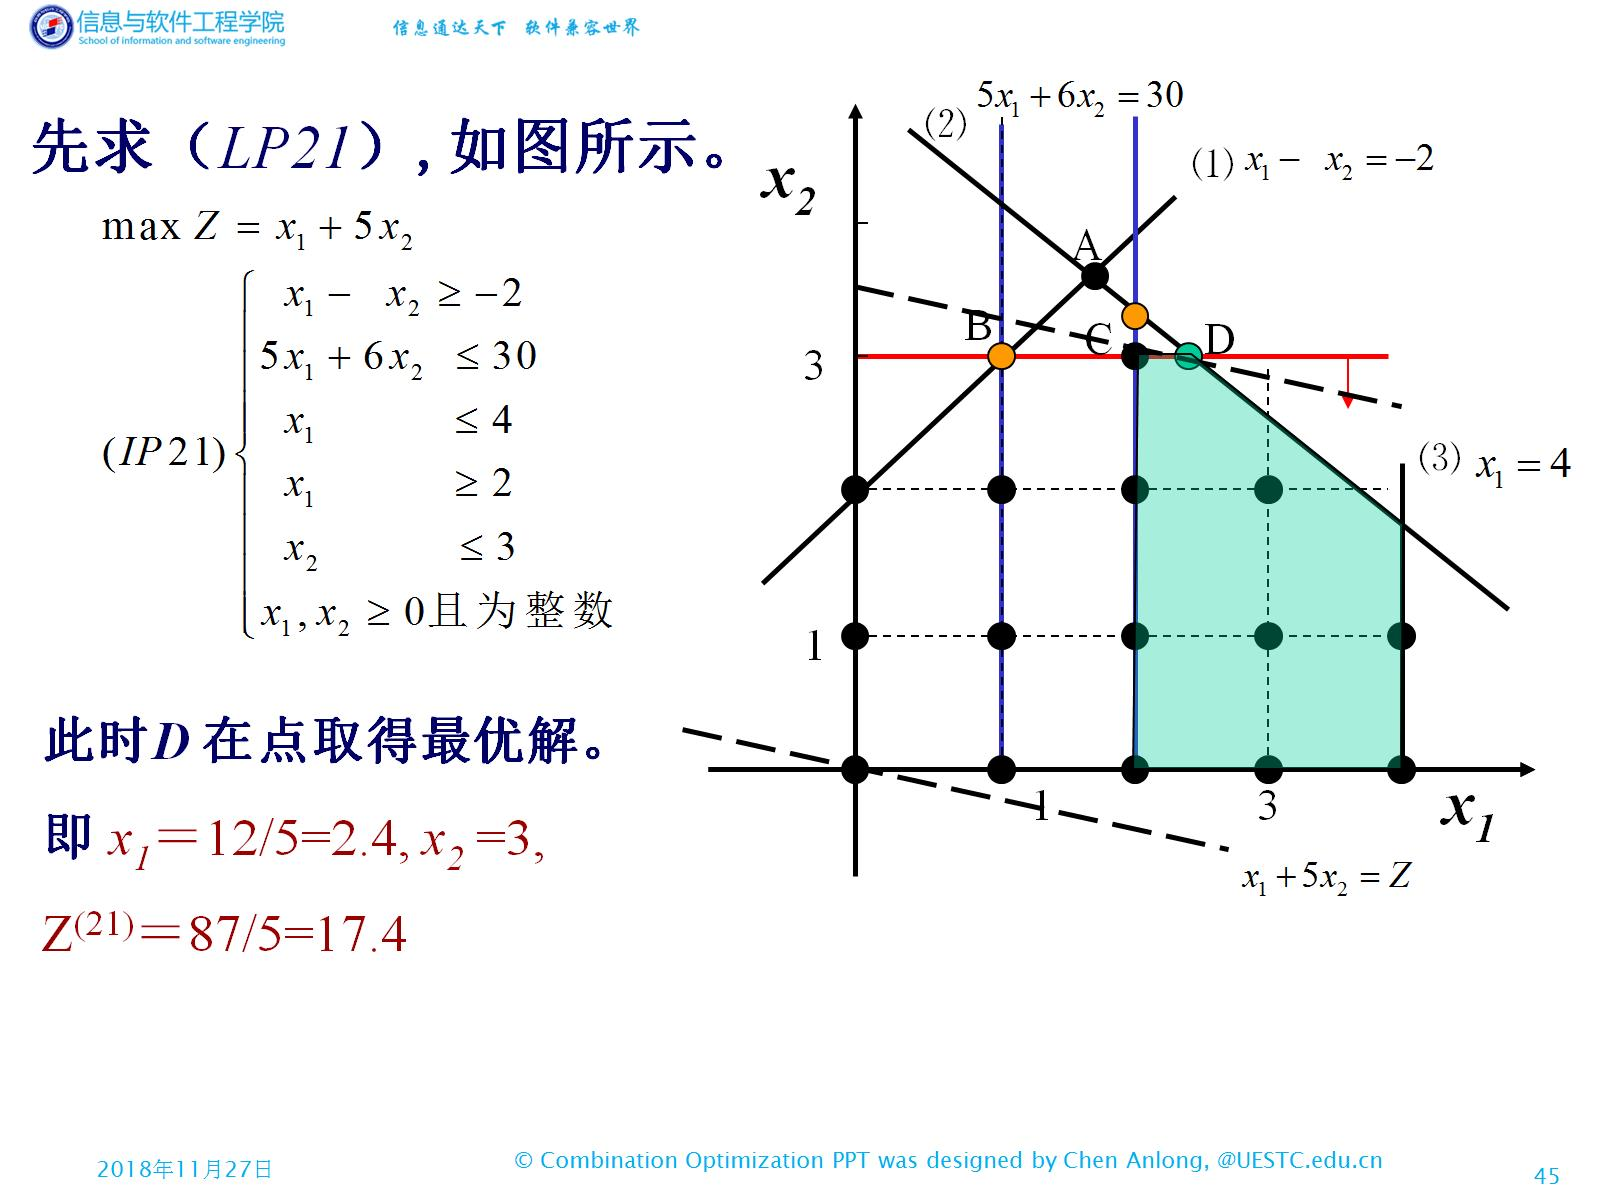 信息与软件工程学院
School of information and software engineering
信息通达天下 软件兼容世界
先求（LP21）,如图所示。
max Z = x₁ + 5x₂
(IP21)
x₁ − x₂ ≥ −2
5x₁ + 6x₂ ≤ 30
x₁ ≤ 4
x₁ ≥ 2
x₂ ≤ 3
x₁, x₂ ≥ 0且为整数
此时D 在点取得最优解。
即 x₁＝12/5=2.4, x₂ =3,
Z⁽²¹⁾＝87/5=17.4
5x₁ + 6x₂ = 30
(2)
(1) x₁ − x₂ = −2
x₂
A
B
C
D
3
(3) x₁ = 4
1
1
3
x₁
x₁ + 5x₂ = Z
2018年11月27日
© Combination Optimization PPT was designed by Chen Anlong, @UESTC.edu.cn
45